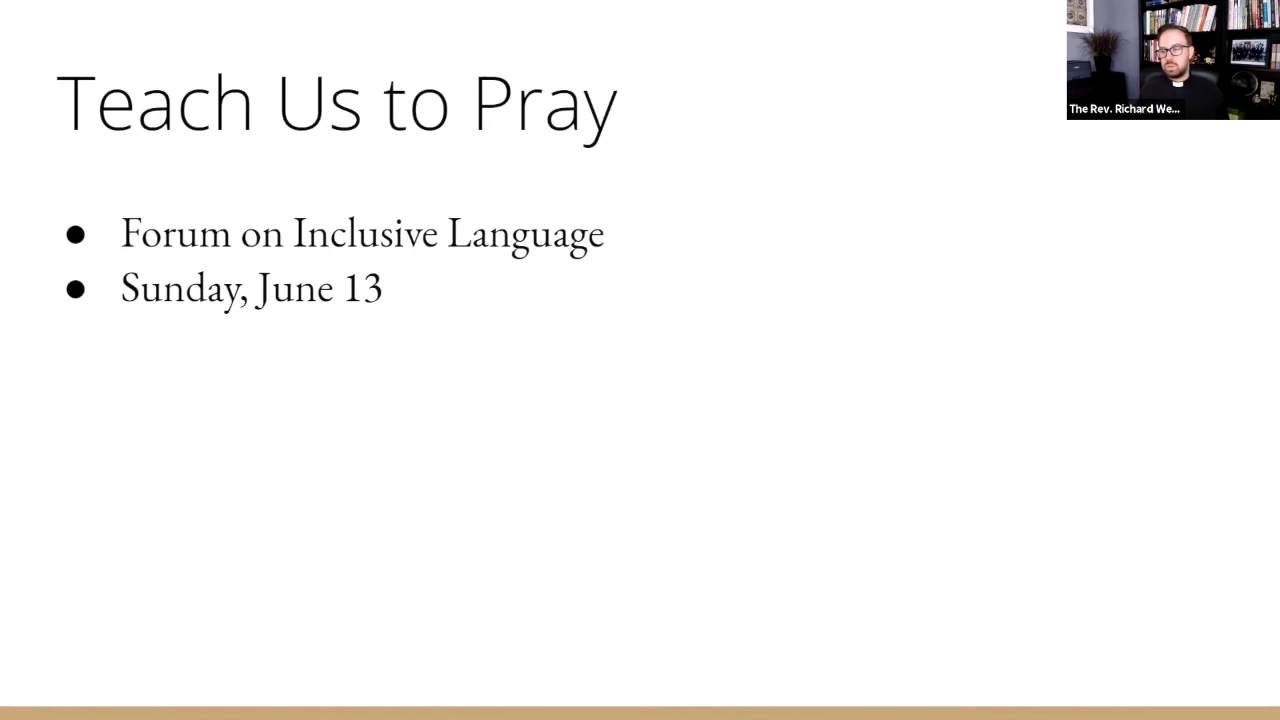 Teach Us to Pray
The Rev. Richard We...
● Forum on Inclusive Language
● Sunday, June 13